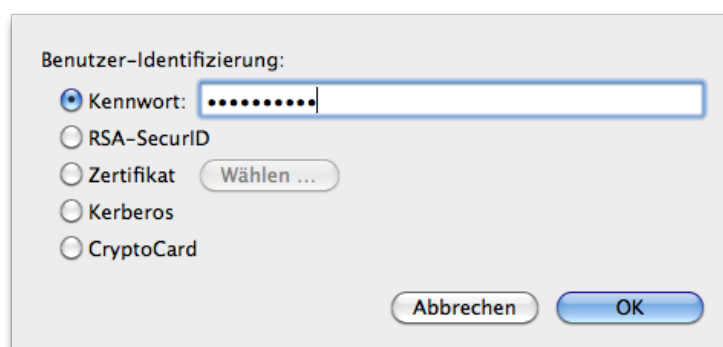 Benutzer-Identifizierung:
Kennwort: ••••••••••
RSA-SecurID
Zertifikat Wählen ...
Kerberos
CryptoCard
Abbrechen OK